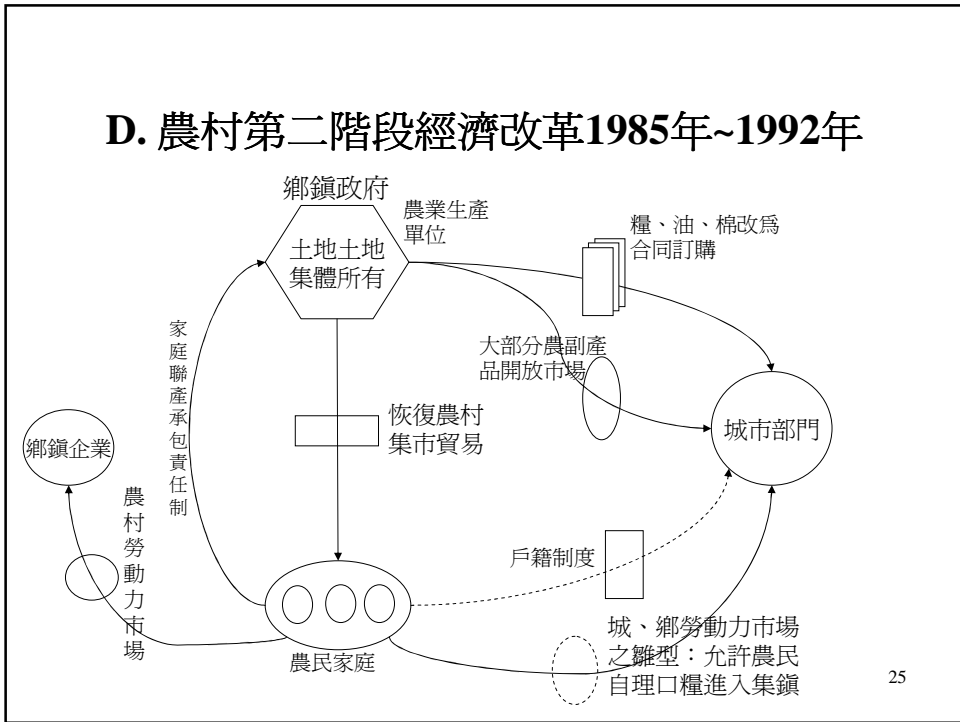 D. 農村第二階段經濟改革1985年~1992年
鄉鎮政府
農業生產
單位
土地土地
集體所有
糧、油、棉改為
合同訂購
家庭聯產承包責任制
大部分農副產
品開放市場
恢復農村
集市貿易
城市部門
鄉鎮企業
農村勞動力市場
戶籍制度
農民家庭
城、鄉勞動力市場
之雛型：允許農民
自理口糧進入集鎮
25